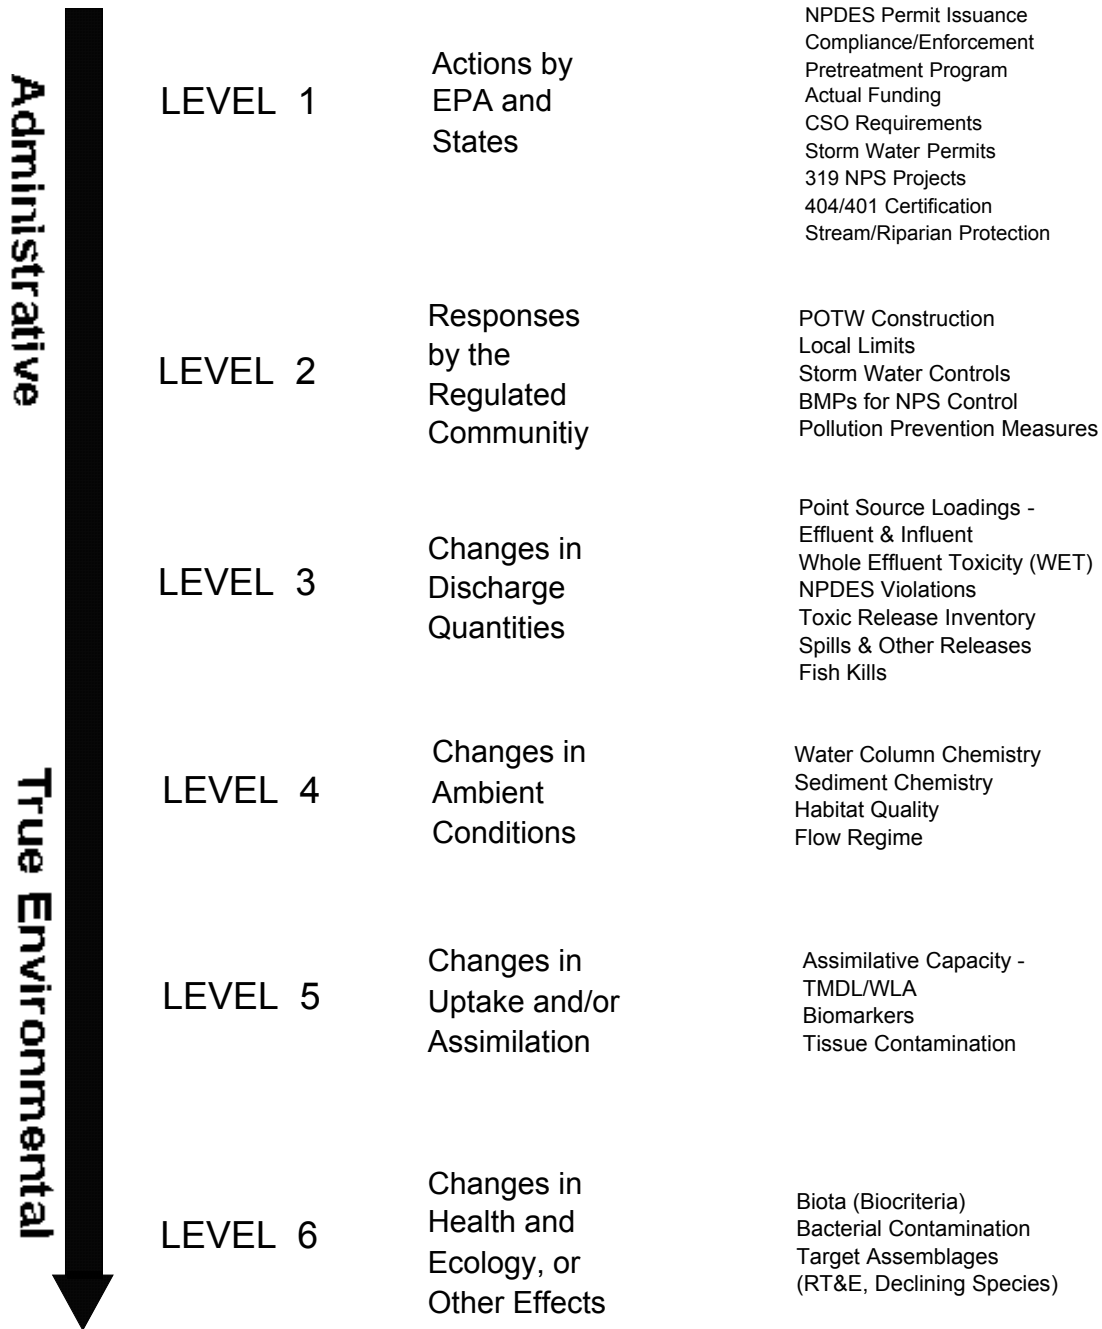 Administrative
LEVEL 1
Actions by
EPA and
States
NPDES Permit Issuance
Compliance/Enforcement
Pretreatment Program
Actual Funding
CSO Requirements
Storm Water Permits
319 NPS Projects
404/401 Certification
Stream/Riparian Protection
LEVEL 2
Responses
by the
Regulated
Communitiy
POTW Construction
Local Limits
Storm Water Controls
BMPs for NPS Control
Pollution Prevention Measures
LEVEL 3
Changes in
Discharge
Quantities
Point Source Loadings -
Effluent & Influent
Whole Effluent Toxicity (WET)
NPDES Violations
Toxic Release Inventory
Spills & Other Releases
Fish Kills
True Environmental
LEVEL 4
Changes in
Ambient
Conditions
Water Column Chemistry
Sediment Chemistry
Habitat Quality
Flow Regime
LEVEL 5
Changes in
Uptake and/or
Assimilation
Assimilative Capacity -
TMDL/WLA
Biomarkers
Tissue Contamination
LEVEL 6
Changes in
Health and
Ecology, or
Other Effects
Biota (Biocriteria)
Bacterial Contamination
Target Assemblages
(RT&E, Declining Species)